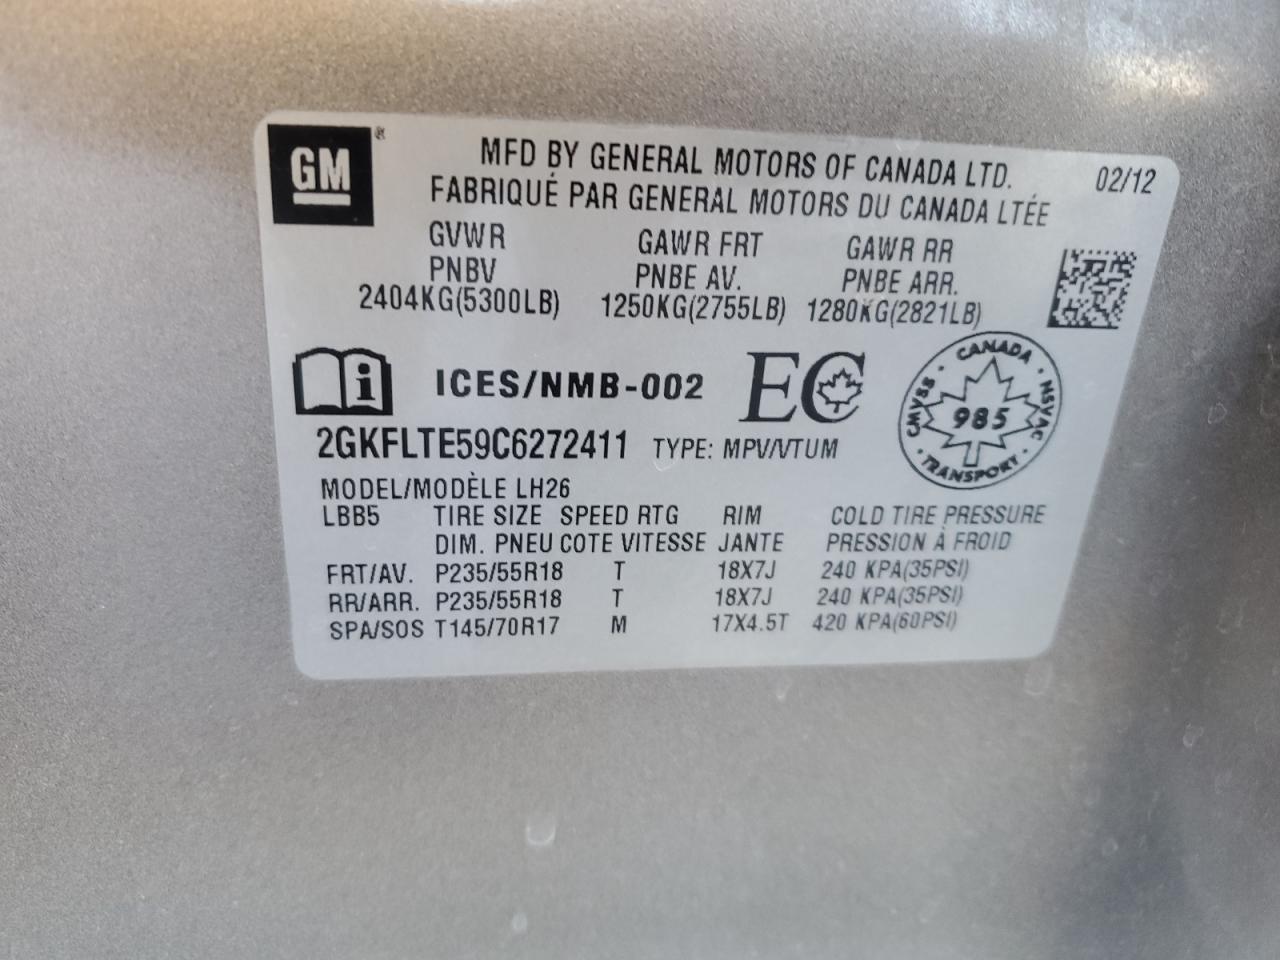 GM®
MFD BY GENERAL MOTORS OF CANADA LTD. 02/12
FABRIQUÉ PAR GENERAL MOTORS DU CANADA LTÉE
GVWR GAWR FRT GAWR RR
PNBV PNBE AV. PNBE ARR.
2404KG(5300LB) 1250KG(2755LB) 1280KG(2821LB)
i ICES/NMB-002 EC
CANADA
CMVSS · 985 · NSVAC
TRANSPORT
2GKFLTE59C6272411 TYPE: MPV/VTUM
MODEL/MODÈLE LH26
LBB5 TIRE SIZE SPEED RTG RIM COLD TIRE PRESSURE
DIM. PNEU COTE VITESSE JANTE PRESSION À FROID
FRT/AV. P235/55R18 T 18X7J 240 KPA(35PSI)
RR/ARR. P235/55R18 T 18X7J 240 KPA(35PSI)
SPA/SOS T145/70R17 M 17X4.5T 420 KPA(60PSI)